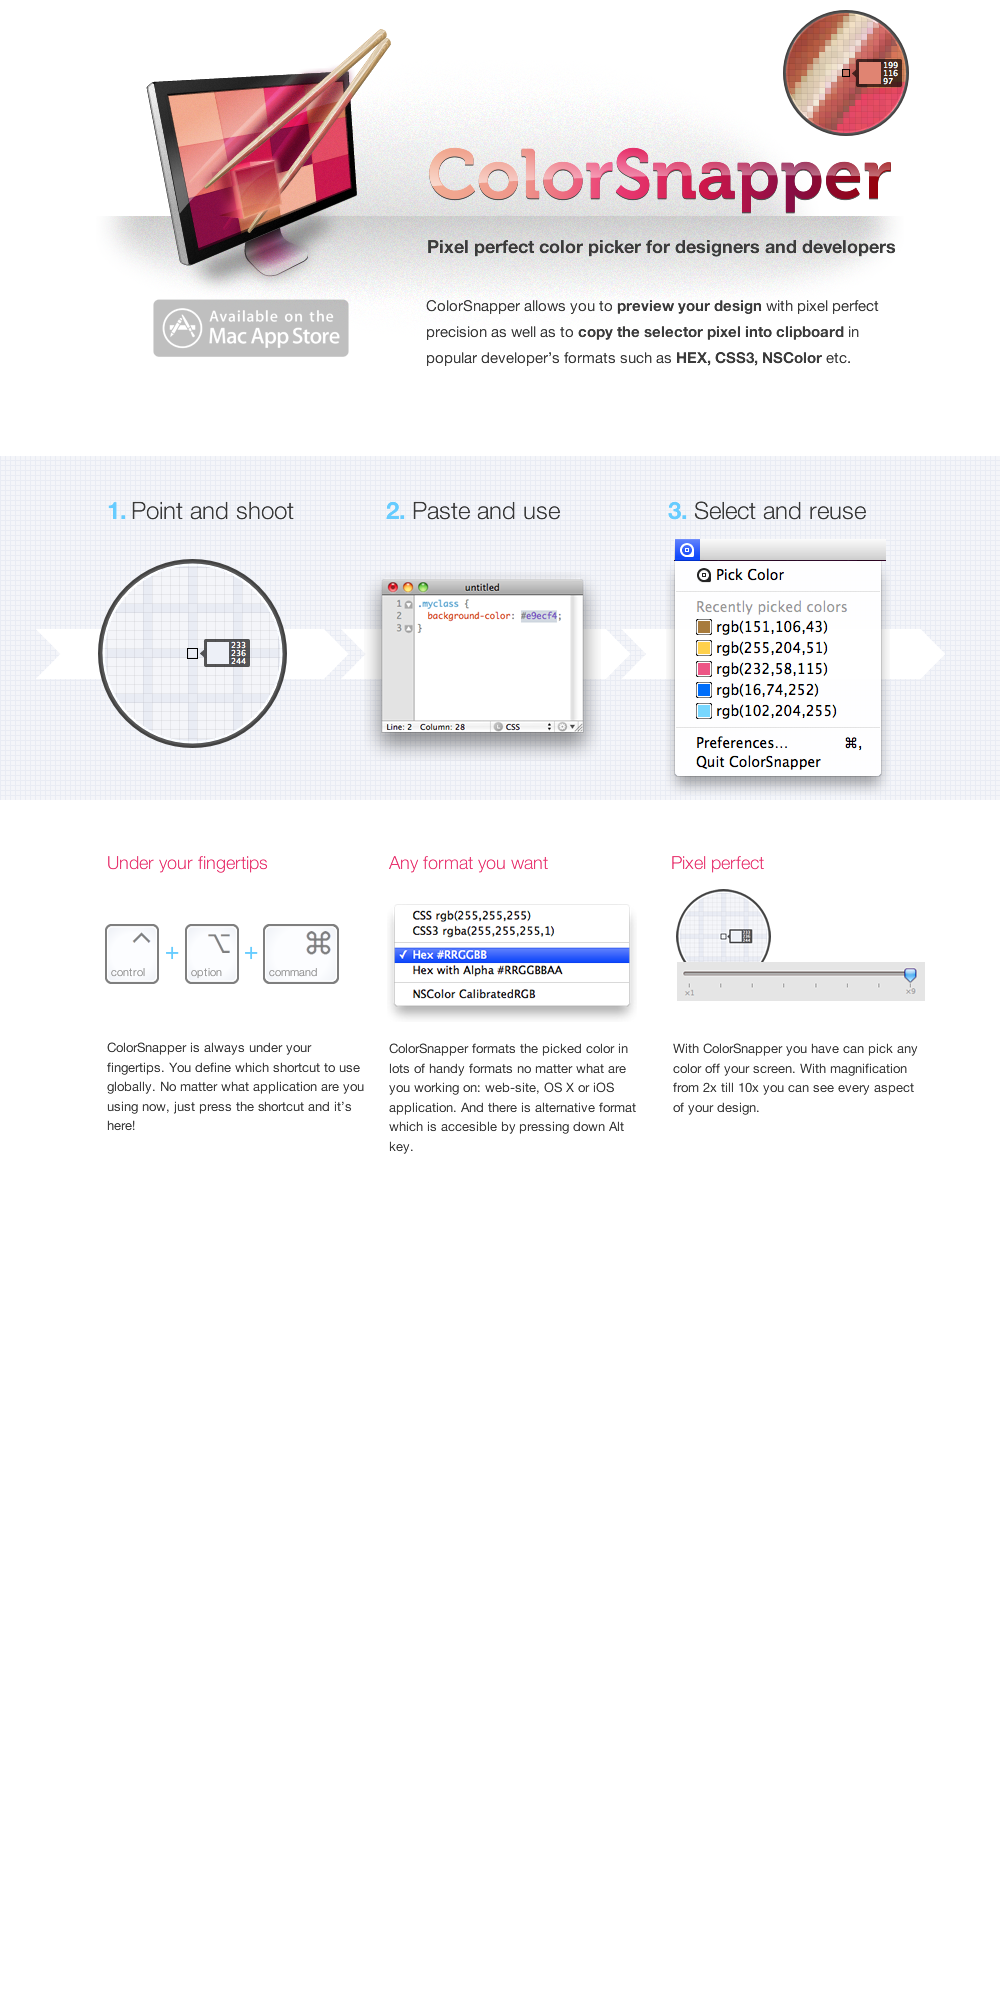 199
116
97
ColorSnapper
Pixel perfect color picker for designers and developers
Available on the
Mac App Store
ColorSnapper allows you to preview your design with pixel perfect
precision as well as to copy the selector pixel into clipboard in
popular developer's formats such as HEX, CSS3, NSColor etc.
1. Point and shoot
233
236
244
2. Paste and use
untitled
1 .myclass {
2 background-color: #e9ecf4;
3 }
Line: 2 Column: 28 CSS
3. Select and reuse
Pick Color
Recently picked colors
rgb(151,106,43)
rgb(255,204,51)
rgb(232,58,115)
rgb(16,74,252)
rgb(102,204,255)
Preferences... ⌘,
Quit ColorSnapper
Under your fingertips
control + option + command
ColorSnapper is always under your
fingertips. You define which shortcut to use
globally. No matter what application are you
using now, just press the shortcut and it's
here!
Any format you want
CSS rgb(255,255,255)
CSS3 rgba(255,255,255,1)
✓ Hex #RRGGBB
Hex with Alpha #RRGGBBAA
NSColor CalibratedRGB
ColorSnapper formats the picked color in
lots of handy formats no matter what are
you working on: web-site, OS X or iOS
application. And there is alternative format
which is accesible by pressing down Alt
key.
Pixel perfect
×1 ×9
With ColorSnapper you have can pick any
color off your screen. With magnification
from 2x till 10x you can see every aspect
of your design.